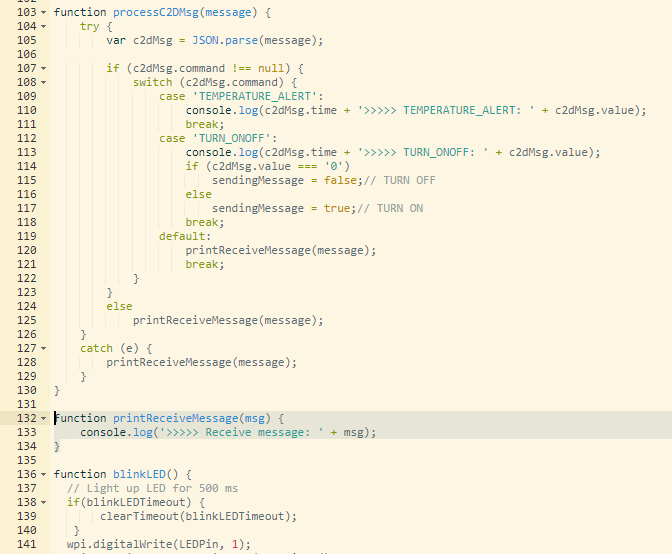 103 function processC2DMsg(message) {
104     try {
105         var c2dMsg = JSON.parse(message);
106
107         if (c2dMsg.command !== null) {
108             switch (c2dMsg.command) {
109                 case 'TEMPERATURE_ALERT':
110                     console.log(c2dMsg.time + '>>>>> TEMPERATURE_ALERT: ' + c2dMsg.value);
111                     break;
112                 case 'TURN_ONOFF':
113                     console.log(c2dMsg.time + '>>>>> TURN_ONOFF: ' + c2dMsg.value);
114                     if (c2dMsg.value === '0')
115                         sendingMessage = false;// TURN OFF
116                     else
117                         sendingMessage = true;// TURN ON
118                     break;
119                 default:
120                     printReceiveMessage(message);
121                     break;
122             }
123         }
124         else
125             printReceiveMessage(message);
126     }
127     catch (e) {
128         printReceiveMessage(message);
129     }
130 }
131
132 function printReceiveMessage(msg) {
133     console.log('>>>>> Receive message: ' + msg);
134 }
135
136 function blinkLED() {
137   // Light up LED for 500 ms
138   if(blinkLEDTimeout) {
139        clearTimeout(blinkLEDTimeout);
140    }
141   wpi.digitalWrite(LEDPin, 1);